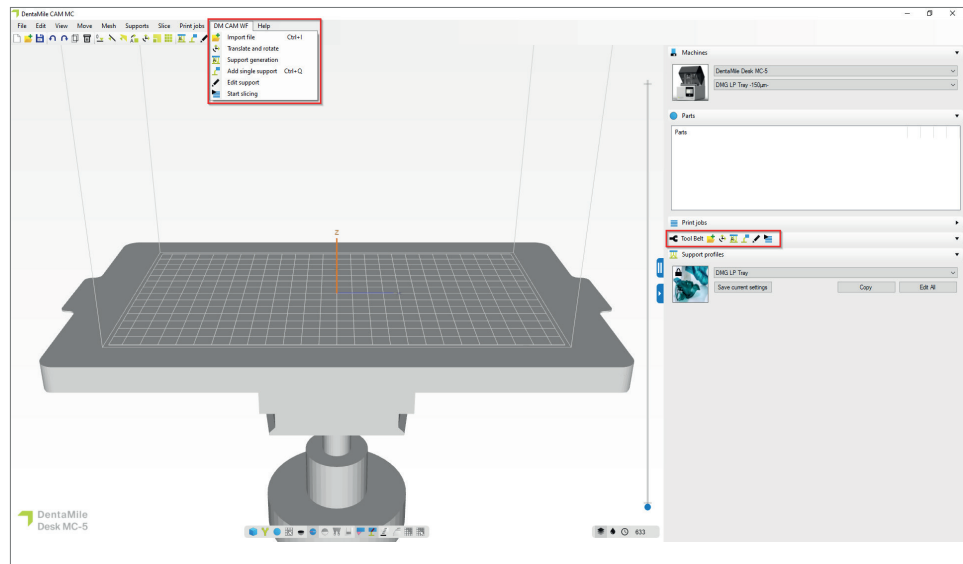 DentaMile CAM MC
File Edit View Move Mesh Supports Slice Print jobs DM CAM WF Help
Import file Ctrl+I
Translate and rotate
Support generation
Add single support Ctrl+Q
Edit support
Start slicing
Machines
DentaMile Desk MC-5
DMG LP Tray -150µm-
Parts
Parts
Print jobs
Tool Belt
Support profiles
DMG LP Tray
Save current settings Copy Edit All
z
DentaMile
Desk MC-5
633